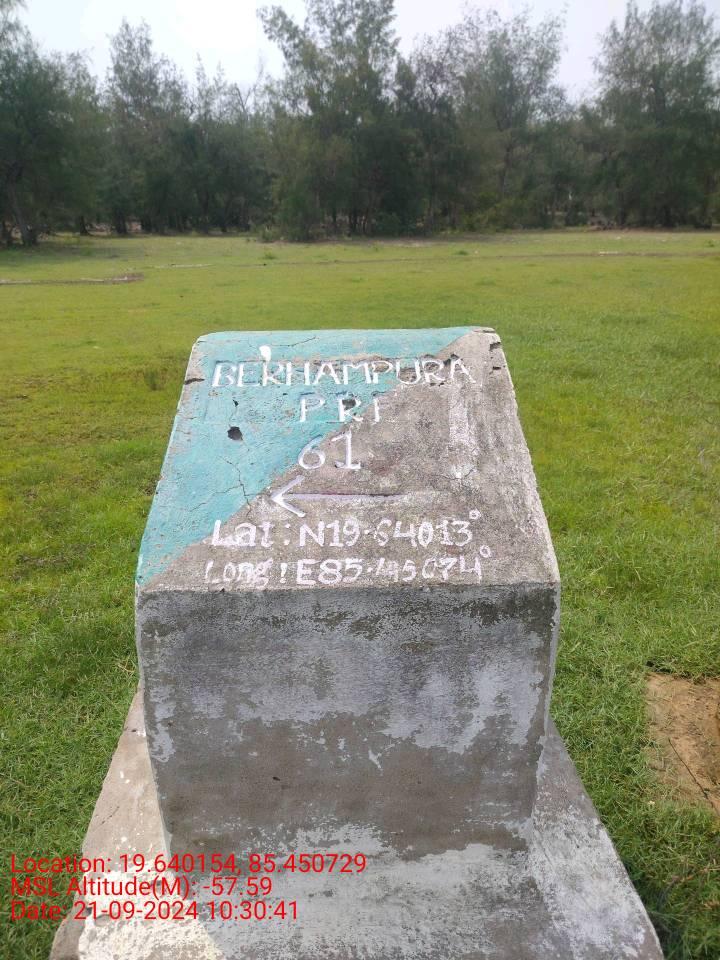 BERHAMPURA
PRI
61
Lat: N19.64013°
Long: E85.45074°
Location: 19.640154, 85.450729
MSL Altitude(M): -57.59
Date: 21-09-2024 10:30:41